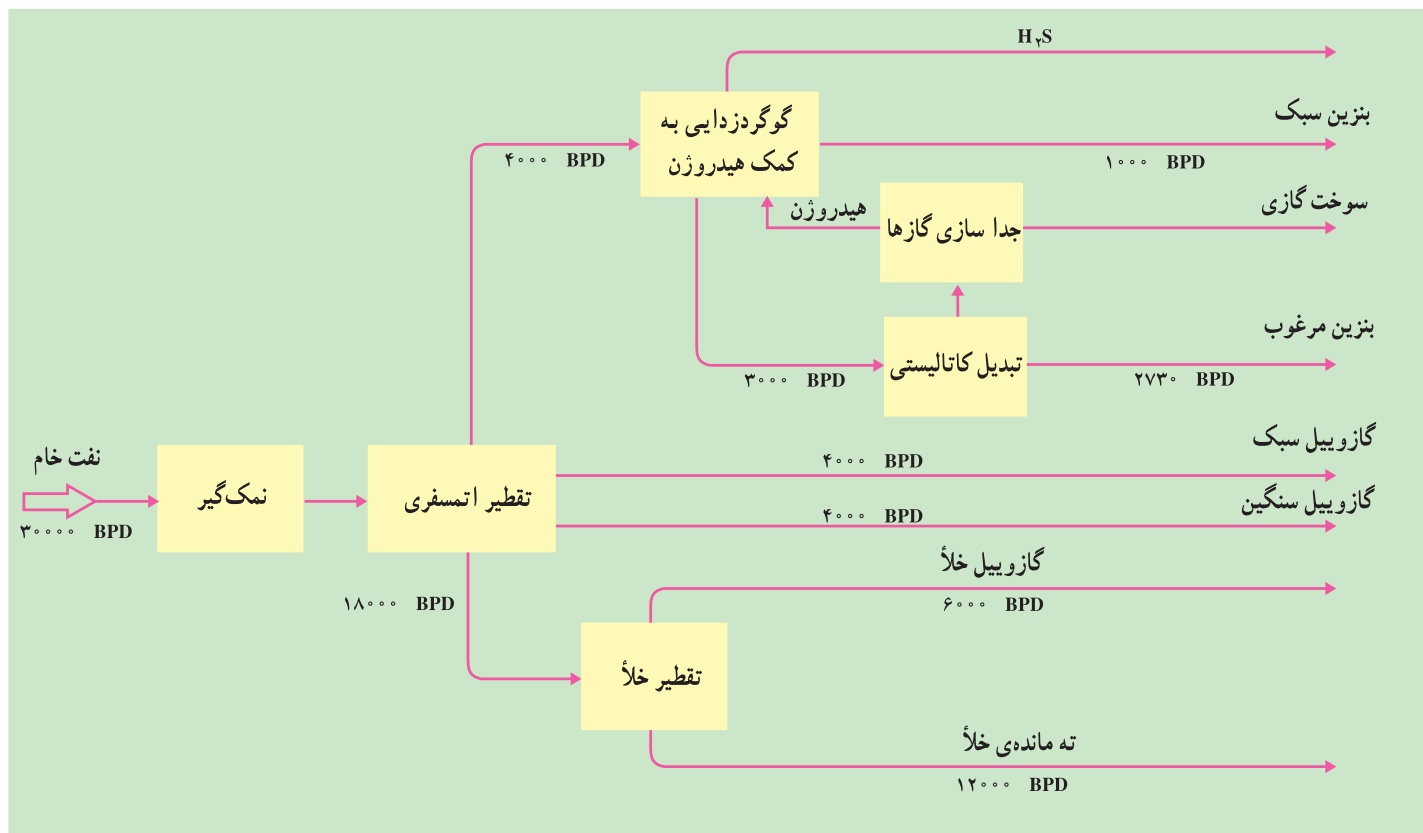 H۲S
بنزین سبک
گوگردزدایی به
کمک هیدروژن
۴۰۰۰ BPD
۱۰۰۰ BPD
سوخت گازی
هیدروژن
جدا سازی گازها
بنزین مرغوب
تبدیل کاتالیستی
۳۰۰۰ BPD
۲۷۳۰ BPD
گازوییل سبک
۴۰۰۰ BPD
نفت خام
نمک‌گیر
تقطیر اتمسفری
گازوییل سنگین
۴۰۰۰ BPD
۳۰۰۰۰ BPD
گازوییل خلأ
۱۸۰۰۰ BPD
۶۰۰۰ BPD
تقطیر خلأ
ته مانده‌ی خلأ
۱۲۰۰۰ BPD